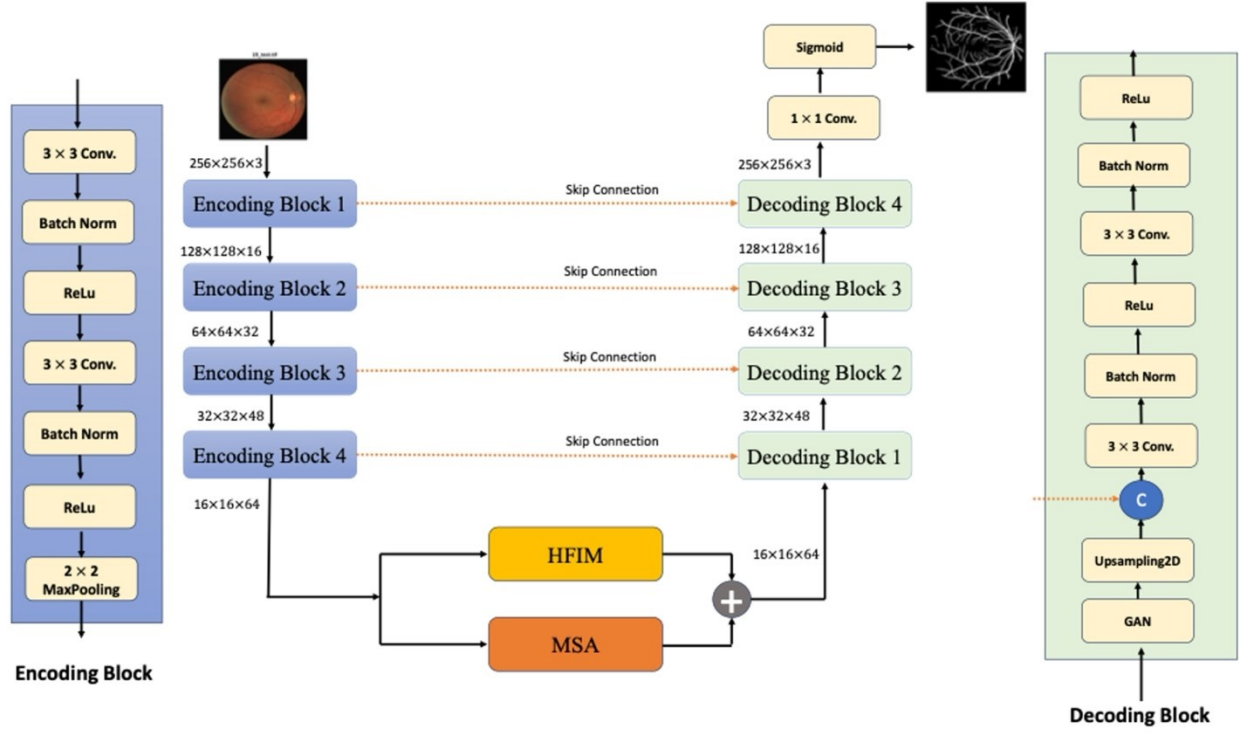 3 × 3 Conv.
Batch Norm
ReLu
3 × 3 Conv.
Batch Norm
ReLu
2 × 2
MaxPooling
Encoding Block
256×256×3
Encoding Block 1
128×128×16
Encoding Block 2
64×64×32
Encoding Block 3
32×32×48
Encoding Block 4
16×16×64
Skip Connection
Skip Connection
Skip Connection
Skip Connection
HFIM
MSA
+
16×16×64
Sigmoid
1 × 1 Conv.
256×256×3
Decoding Block 4
128×128×16
Decoding Block 3
64×64×32
Decoding Block 2
32×32×48
Decoding Block 1
ReLu
Batch Norm
3 × 3 Conv.
ReLu
Batch Norm
3 × 3 Conv.
C
Upsampling2D
GAN
Decoding Block